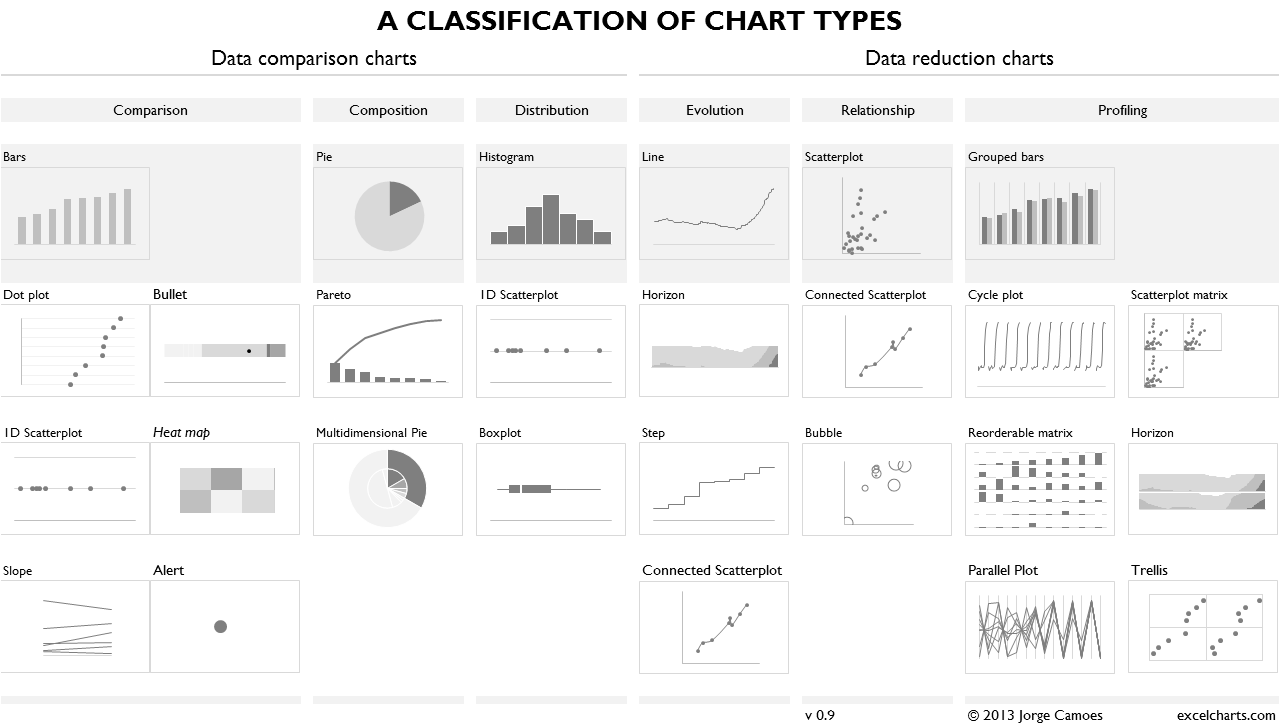 A CLASSIFICATION OF CHART TYPES
Data comparison charts
Data reduction charts
Comparison
Composition
Distribution
Evolution
Relationship
Profiling
Bars
Pie
Histogram
Line
Scatterplot
Grouped bars
Dot plot
Bullet
Pareto
1D Scatterplot
Horizon
Connected Scatterplot
Cycle plot
Scatterplot matrix
1D Scatterplot
Heat map
Multidimensional Pie
Boxplot
Step
Bubble
Reorderable matrix
Horizon
Slope
Alert
Connected Scatterplot
Parallel Plot
Trellis
v 0.9
© 2013 Jorge Camoes
excelcharts.com